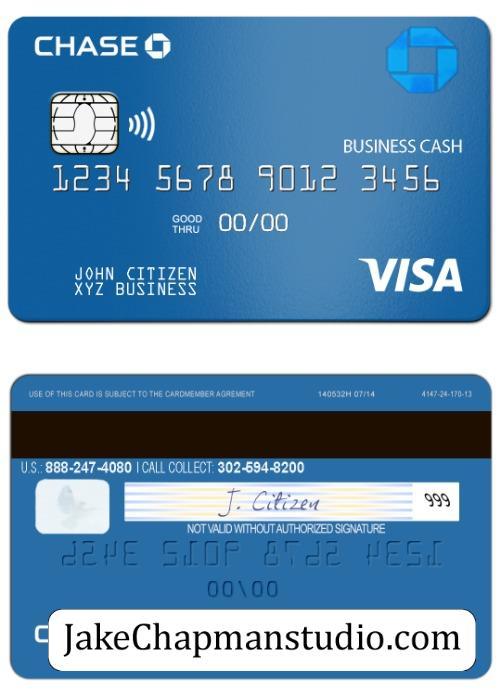 CHASE
BUSINESS CASH
1234 5678 9012 3456
GOOD
THRU 00/00
JOHN CITIZEN
XYZ BUSINESS
VISA
USE OF THIS CARD IS SUBJECT TO THE CARDMEMBER AGREMENT 140532H 07/14 4147-24-170-13
U.S.: 888-247-4080 | CALL COLLECT: 302-594-8200
J. Citizen 999
NOT VALID WITHOUT AUTHORIZED SIGNATURE
JakeChapmanstudio.com